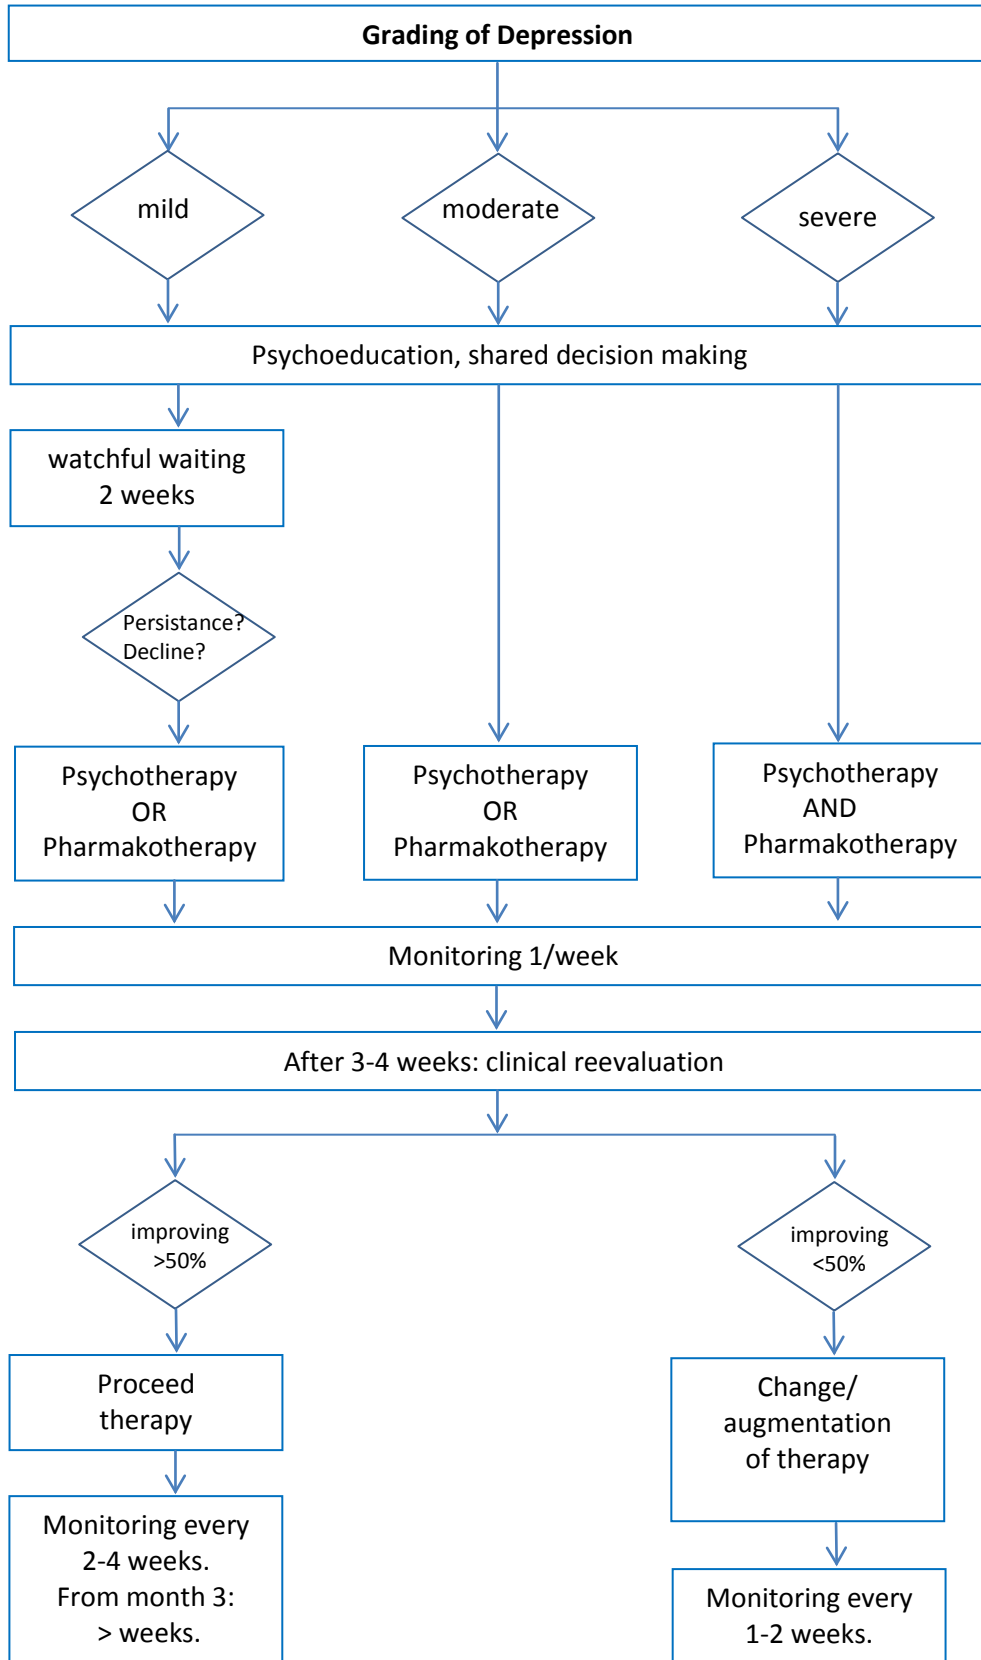 Grading of Depression
mild
moderate
severe
Psychoeducation, shared decision making
watchful waiting
2 weeks
Persistance?
Decline?
Psychotherapy
OR
Pharmakotherapy
Psychotherapy
OR
Pharmakotherapy
Psychotherapy
AND
Pharmakotherapy
Monitoring 1/week
After 3-4 weeks: clinical reevaluation
improving
>50%
improving
<50%
Proceed
therapy
Change/
augmentation
of therapy
Monitoring every
2-4 weeks.
From month 3:
> weeks.
Monitoring every
1-2 weeks.